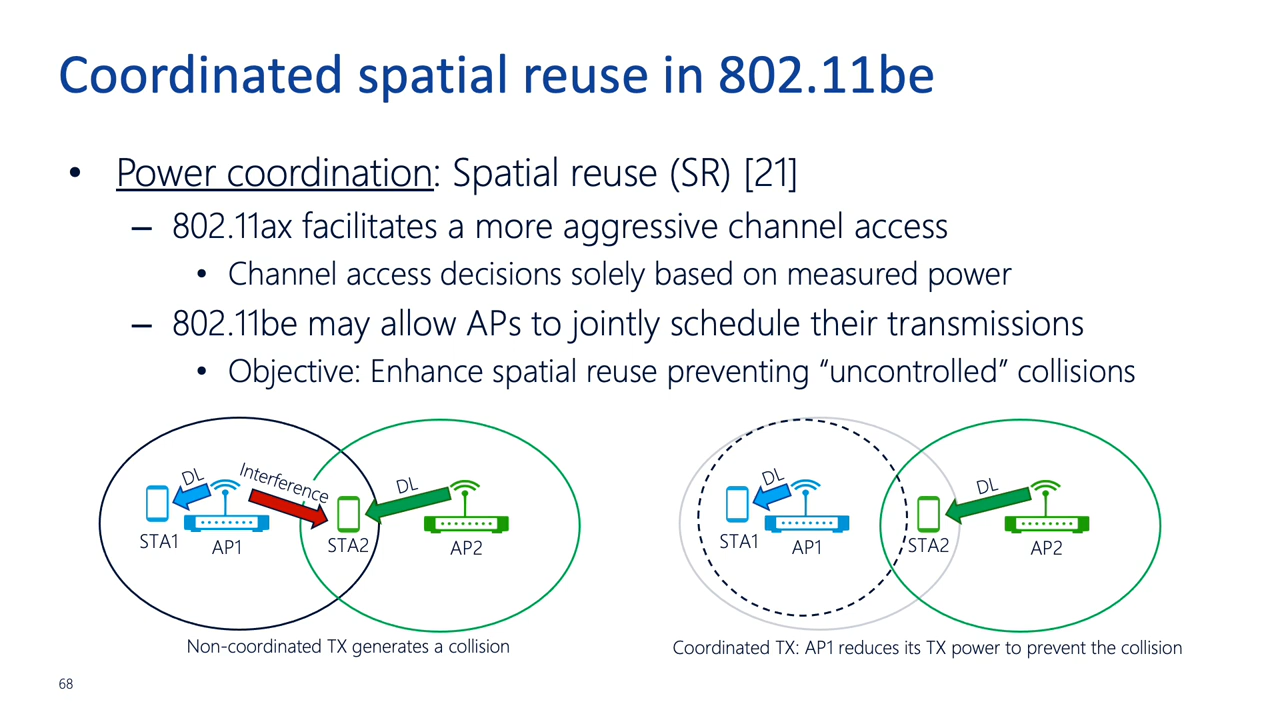 Coordinated spatial reuse in 802.11be
• Power coordination: Spatial reuse (SR) [21]
– 802.11ax facilitates a more aggressive channel access
• Channel access decisions solely based on measured power
– 802.11be may allow APs to jointly schedule their transmissions
• Objective: Enhance spatial reuse preventing “uncontrolled” collisions
DL
Interference
DL
STA1
AP1
STA2
AP2
Non-coordinated TX generates a collision
DL
DL
STA1
AP1
STA2
AP2
Coordinated TX: AP1 reduces its TX power to prevent the collision
68